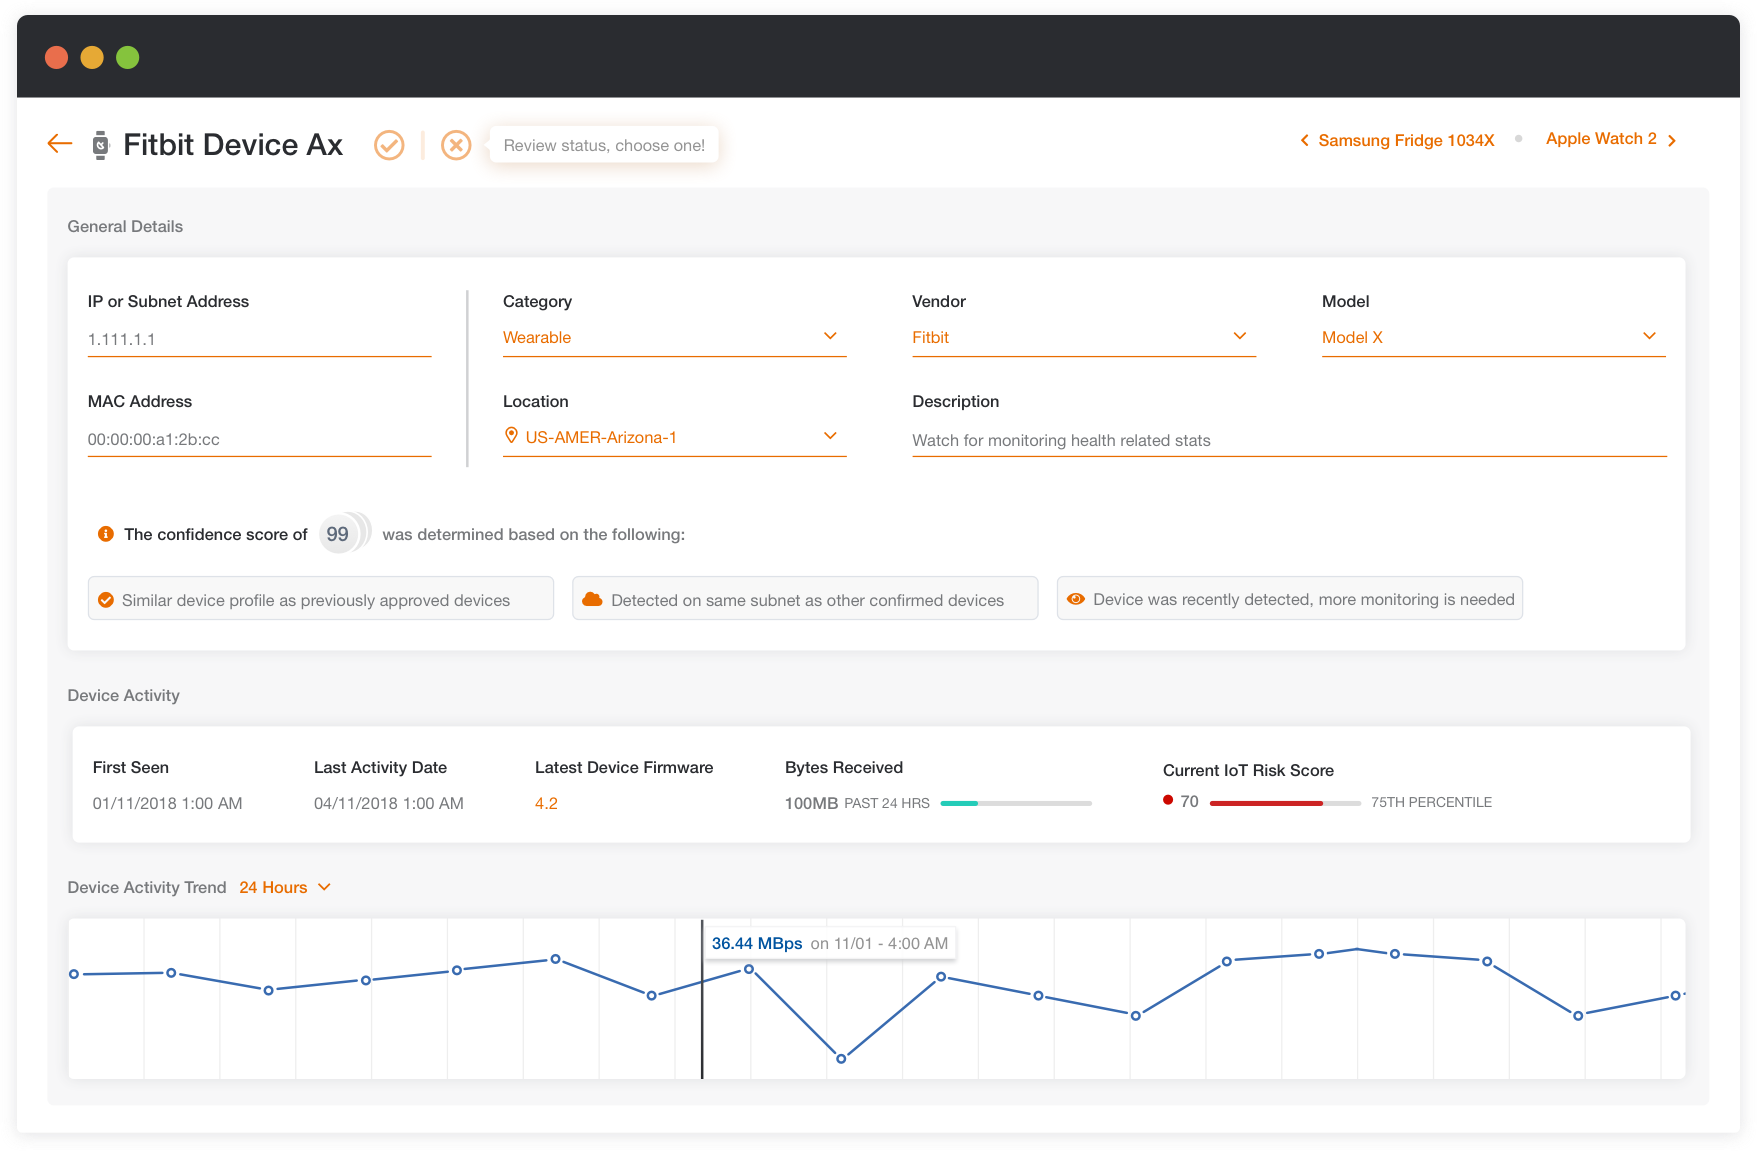 Fitbit Device Ax
Review status, choose one!
Samsung Fridge 1034X
Apple Watch 2
General Details
IP or Subnet Address
1.111.1.1
Category
Wearable
Vendor
Fitbit
Model
Model X
MAC Address
00:00:00:a1:2b:cc
Location
US-AMER-Arizona-1
Description
Watch for monitoring health related stats
The confidence score of 99 was determined based on the following:
Similar device profile as previously approved devices
Detected on same subnet as other confirmed devices
Device was recently detected, more monitoring is needed
Device Activity
First Seen
01/11/2018 1:00 AM
Last Activity Date
04/11/2018 1:00 AM
Latest Device Firmware
4.2
Bytes Received
100MB PAST 24 HRS
Current IoT Risk Score
70
75TH PERCENTILE
Device Activity Trend 24 Hours
36.44 MBps on 11/01 - 4:00 AM